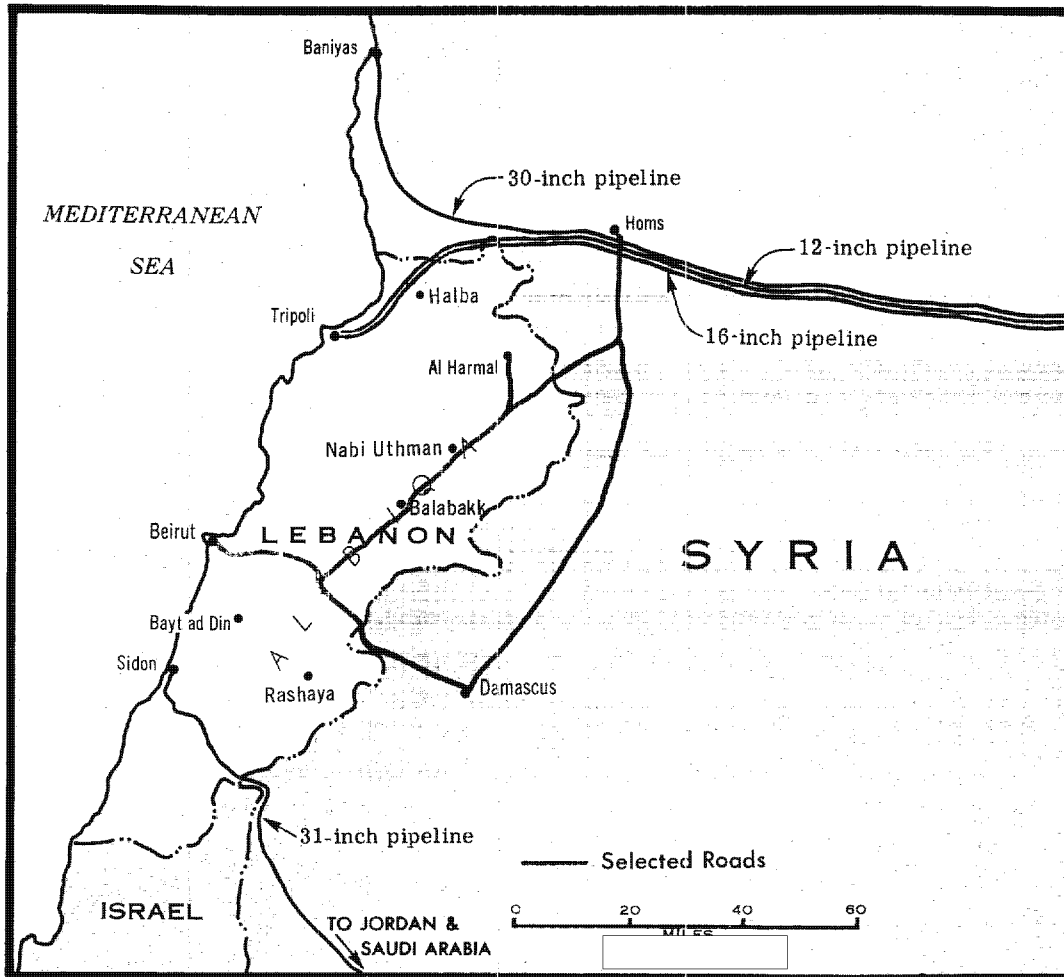 Baniyas
30-inch pipeline
MEDITERRANEAN
SEA
Homs
12-inch pipeline
Halba
Tripoli
16-inch pipeline
Al Harmal
Nabi Uthman
Balabakk
Beirut
LEBANON
SYRIA
AL BIQA
Bayt ad Din
Sidon
Rashaya
Damascus
31-inch pipeline
Selected Roads
ISRAEL
0 20 40 60
MILES
TO JORDAN &
SAUDI ARABIA